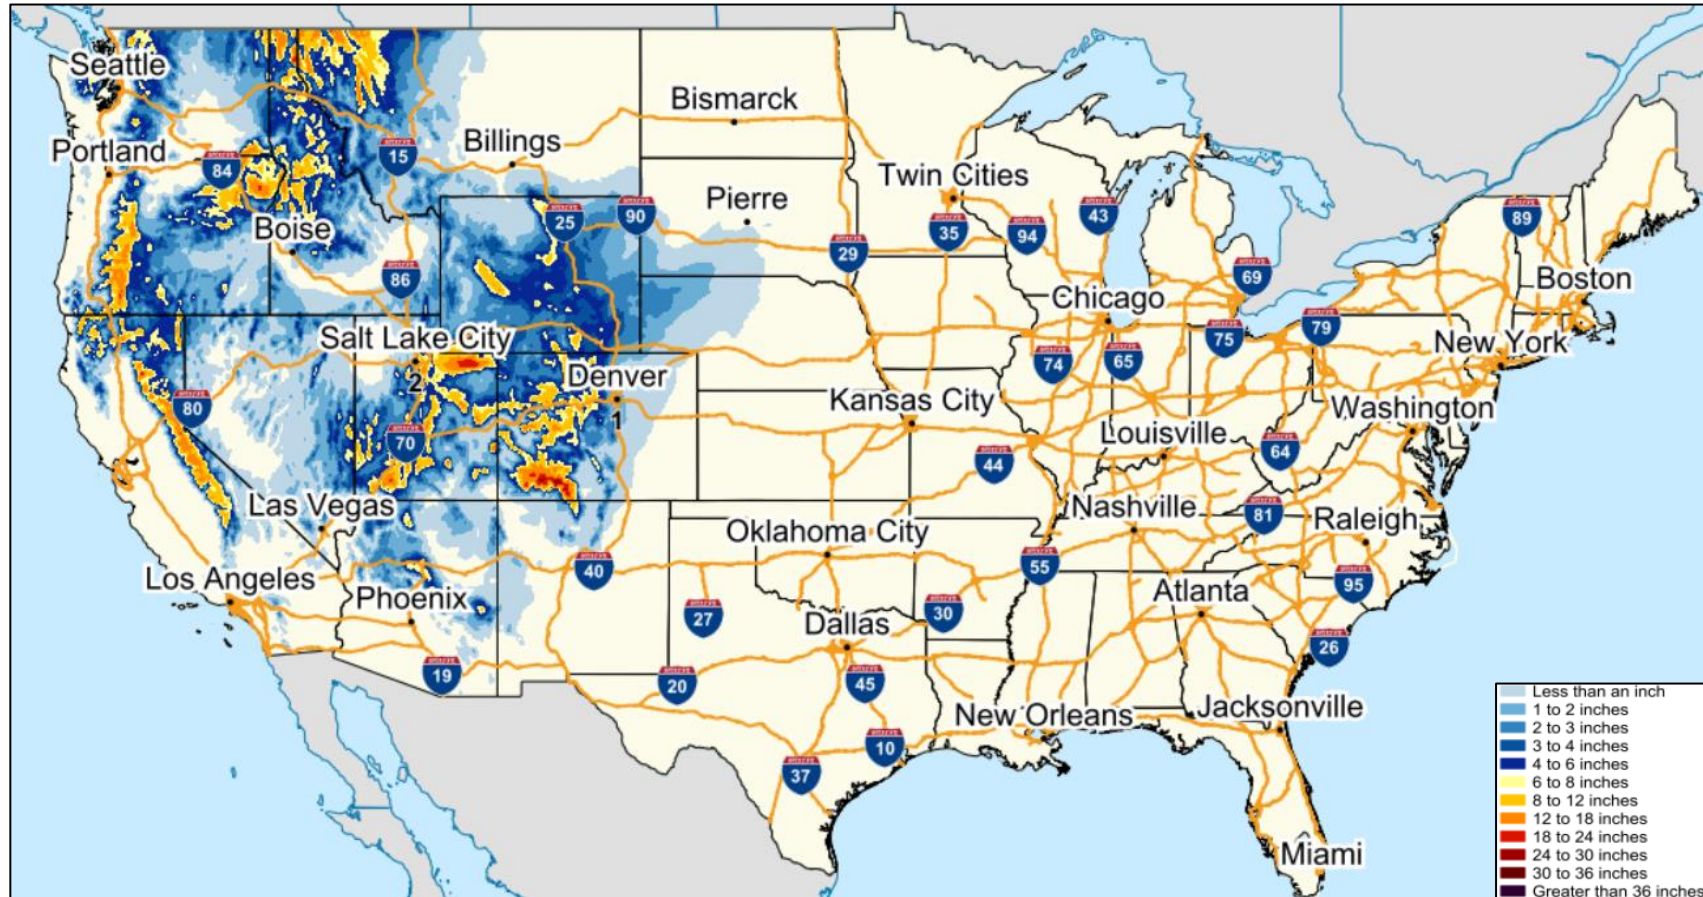 Seattle
Bismarck
Billings
Portland
15
84
Twin Cities
Pierre
25
90
43
89
Boise
35
94
29
86
69
Boston
Chicago
Salt Lake City
79
75
New York
2
74
65
Denver
80
1
Kansas City
Washington
70
Louisville
64
44
Las Vegas
Nashville
81
Raleigh
Oklahoma City
40
55
Los Angeles
95
Phoenix
Atlanta
27
30
Dallas
26
19
20
45
Less than an inch
New Orleans
Jacksonville
1 to 2 inches
2 to 3 inches
10
3 to 4 inches
4 to 6 inches
37
6 to 8 inches
8 to 12 inches
12 to 18 inches
18 to 24 inches
Miami
24 to 30 inches
30 to 36 inches
Greater than 36 inches